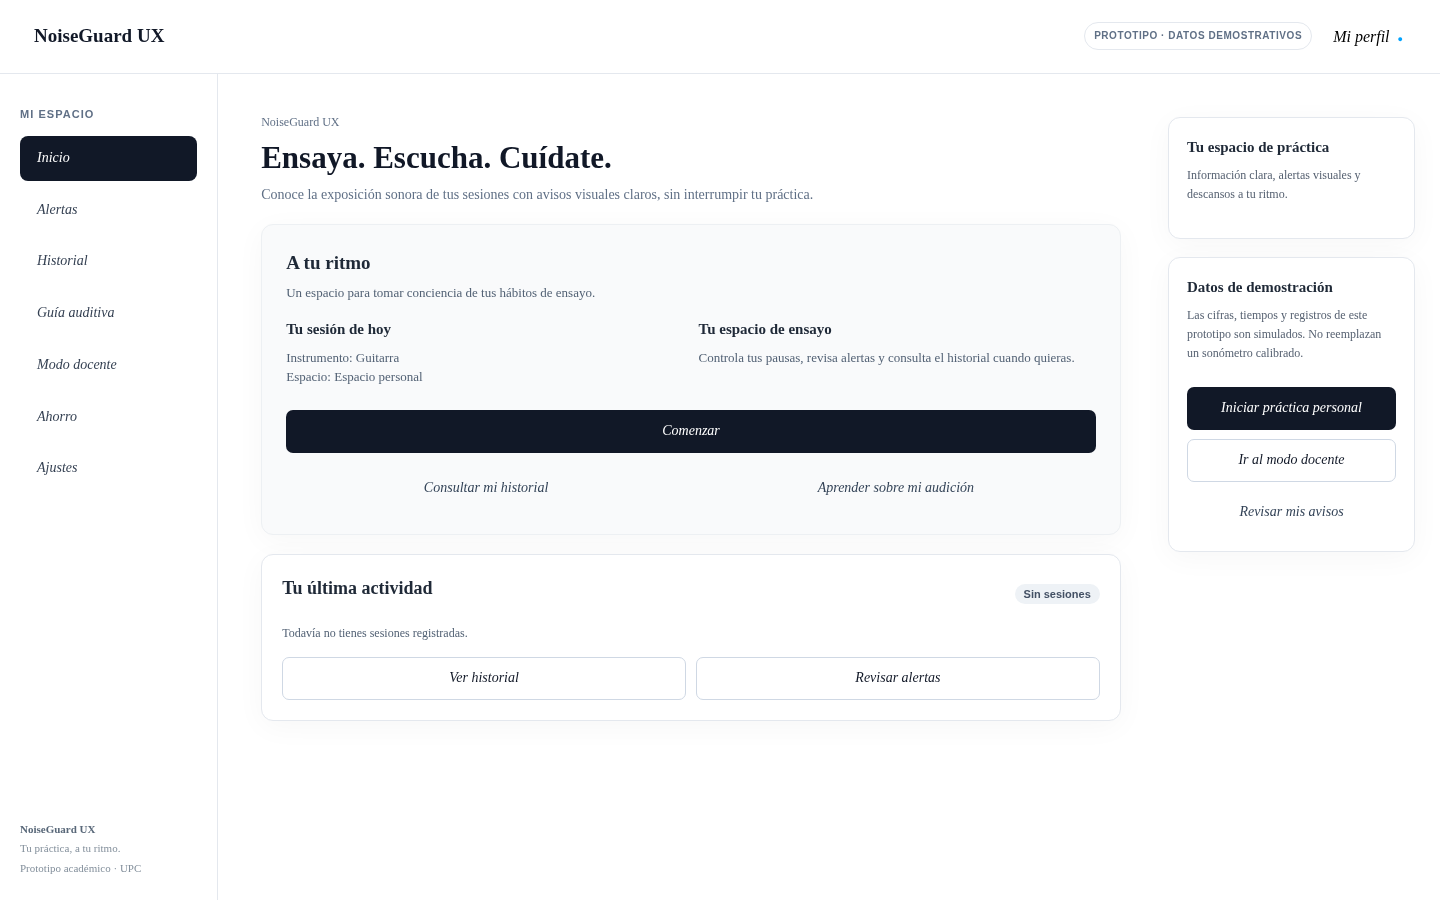 NoiseGuard UX
PROTOTIPO · DATOS DEMOSTRATIVOS
Mi perfil
MI ESPACIO
Inicio
Alertas
Historial
Guía auditiva
Modo docente
Ahorro
Ajustes
NoiseGuard UX
Tu práctica, a tu ritmo.
Prototipo académico · UPC
NoiseGuard UX
Ensaya. Escucha. Cuídate.
Conoce la exposición sonora de tus sesiones con avisos visuales claros, sin interrumpir tu práctica.
A tu ritmo
Un espacio para tomar conciencia de tus hábitos de ensayo.
Tu sesión de hoy
Instrumento: Guitarra
Espacio: Espacio personal
Tu espacio de ensayo
Controla tus pausas, revisa alertas y consulta el historial cuando quieras.
Comenzar
Consultar mi historial
Aprender sobre mi audición
Tu última actividad
Sin sesiones
Todavía no tienes sesiones registradas.
Ver historial
Revisar alertas
Tu espacio de práctica
Información clara, alertas visuales y
descansos a tu ritmo.
Datos de demostración
Las cifras, tiempos y registros de este
prototipo son simulados. No reemplazan
un sonómetro calibrado.
Iniciar práctica personal
Ir al modo docente
Revisar mis avisos